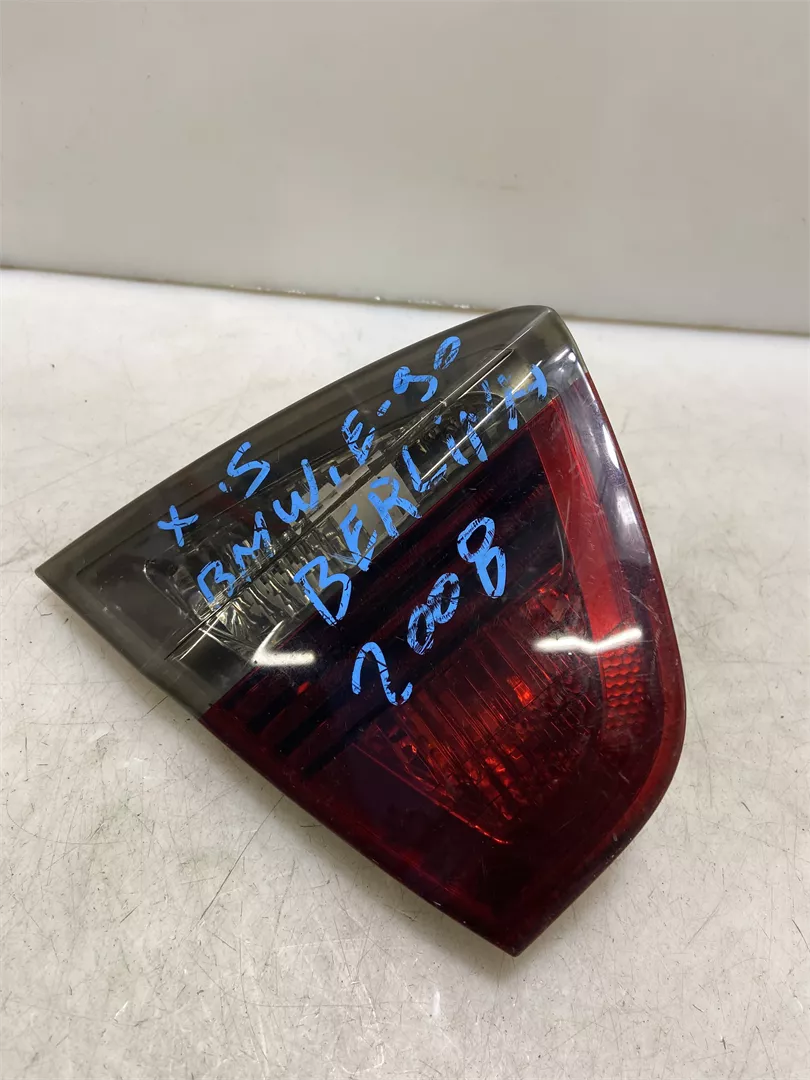 x.S
BMW.E-90
BERLINA
2008